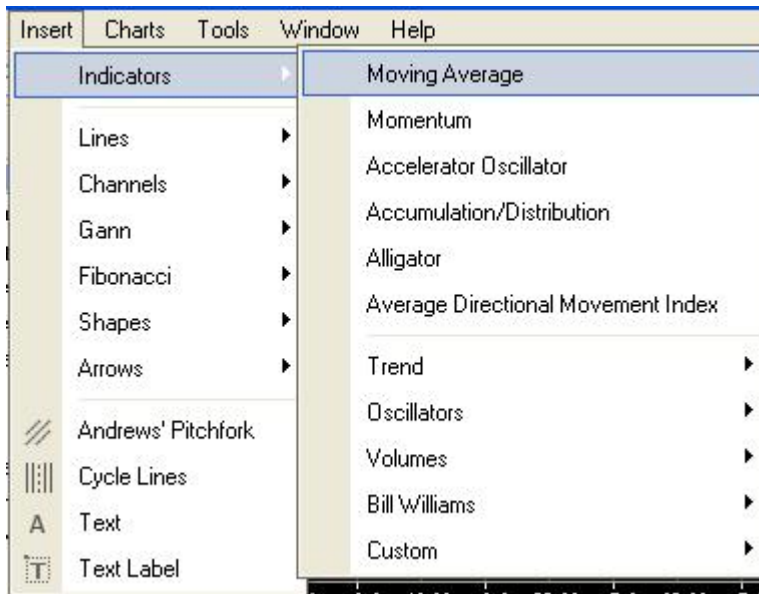 Insert Charts Tools Window Help
Indicators
Lines
Channels
Gann
Fibonacci
Shapes
Arrows
Andrews' Pitchfork
Cycle Lines
A Text
T Text Label
Moving Average
Momentum
Accelerator Oscillator
Accumulation/Distribution
Alligator
Average Directional Movement Index
Trend
Oscillators
Volumes
Bill Williams
Custom